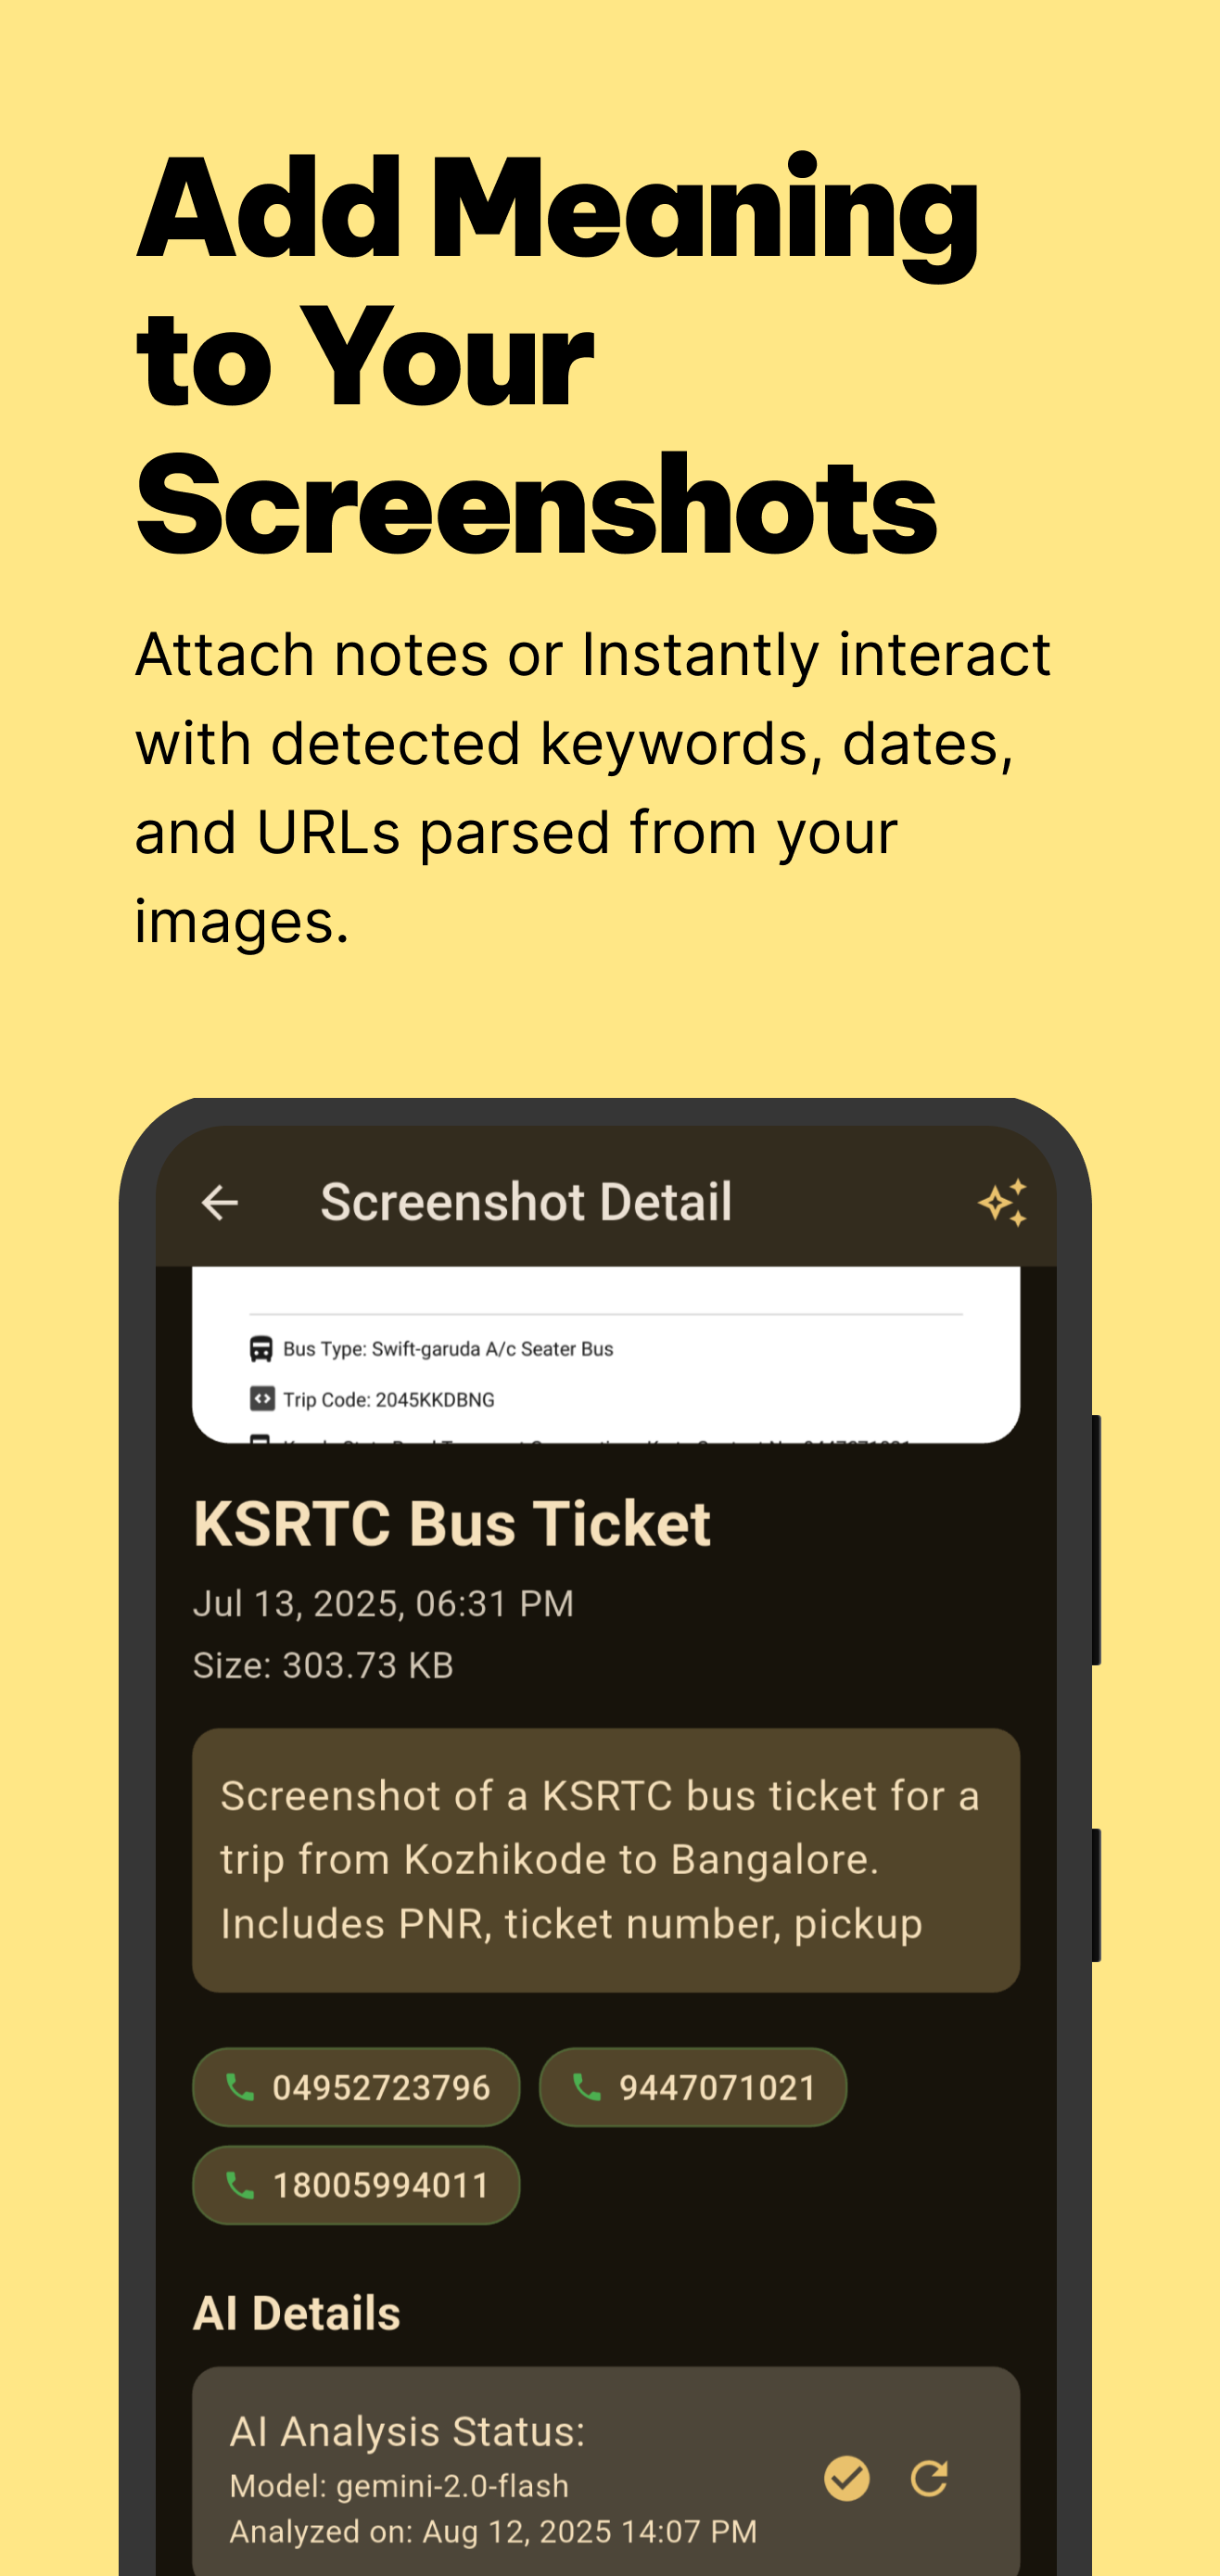 Add Meaning
to Your
Screenshots
Attach notes or Instantly interact
with detected keywords, dates,
and URLs parsed from your
images.
Screenshot Detail
Bus Type: Swift-garuda A/c Seater Bus
Trip Code: 2045KKDBNG
KSRTC Bus Ticket
Jul 13, 2025, 06:31 PM
Size: 303.73 KB
Screenshot of a KSRTC bus ticket for a
trip from Kozhikode to Bangalore.
Includes PNR, ticket number, pickup
04952723796 9447071021
18005994011
AI Details
AI Analysis Status:
Model: gemini-2.0-flash
Analyzed on: Aug 12, 2025 14:07 PM